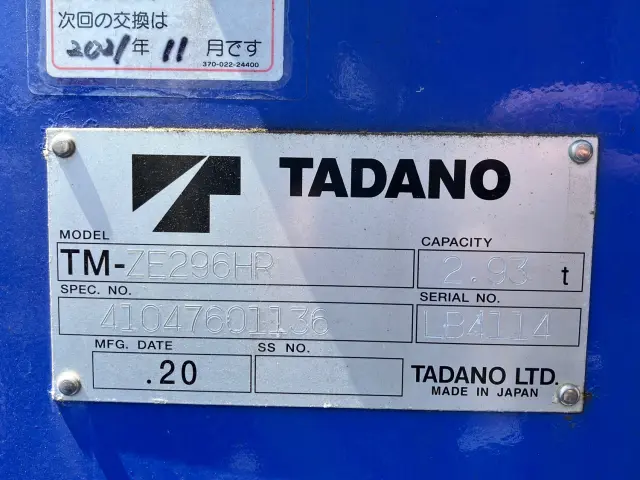 次回の交換は
2021年 11月です
370-022-24400
TADANO
MODEL
TM-ZE296HR
CAPACITY
2.93 t
SPEC. NO.
41047601136
SERIAL NO.
LB4114
MFG. DATE
.20
SS NO.
TADANO LTD.
MADE IN JAPAN